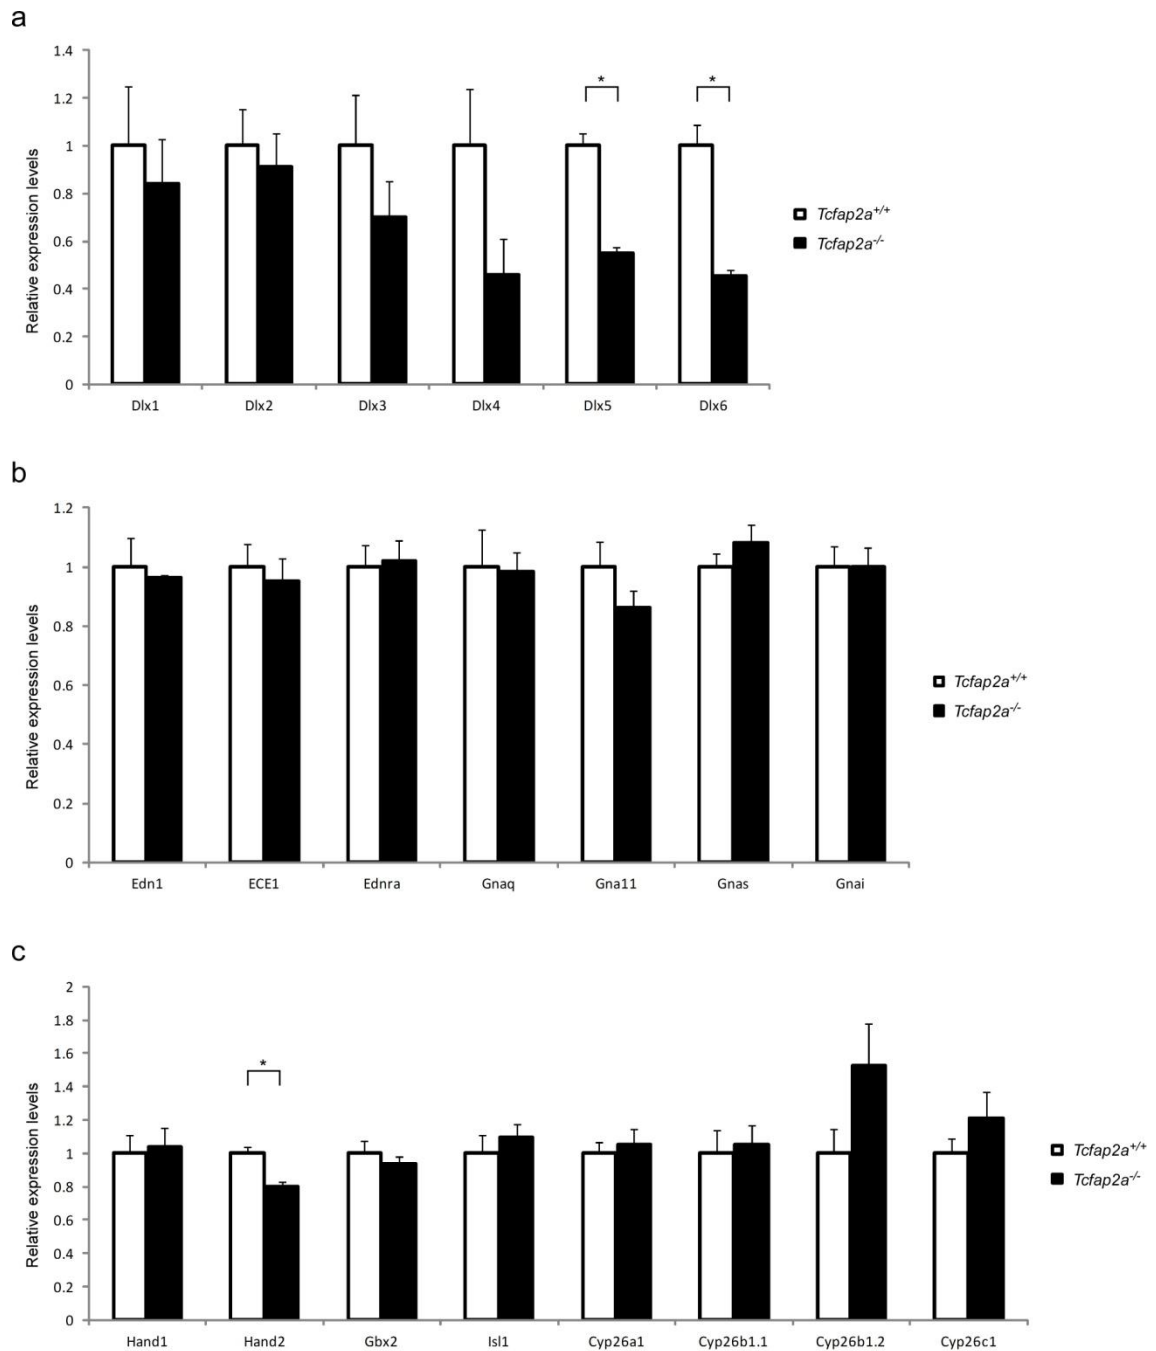 a
Relative expression levels
1.4
1.2
1
0.8
0.6
0.4
0.2
0
*
*
Dlx1 Dlx2 Dlx3 Dlx4 Dlx5 Dlx6
Tcfap2a+/+
Tcfap2a-/-
b
Relative expression levels
1.2
1
0.8
0.6
0.4
0.2
0
Edn1 ECE1 Ednra Gnaq Gna11 Gnas Gnai
Tcfap2a+/+
Tcfap2a-/-
c
Relative expression levels
2
1.8
1.6
1.4
1.2
1
0.8
0.6
0.4
0.2
0
*
Hand1 Hand2 Gbx2 Isl1 Cyp26a1 Cyp26b1.1 Cyp26b1.2 Cyp26c1
Tcfap2a+/+
Tcfap2a-/-